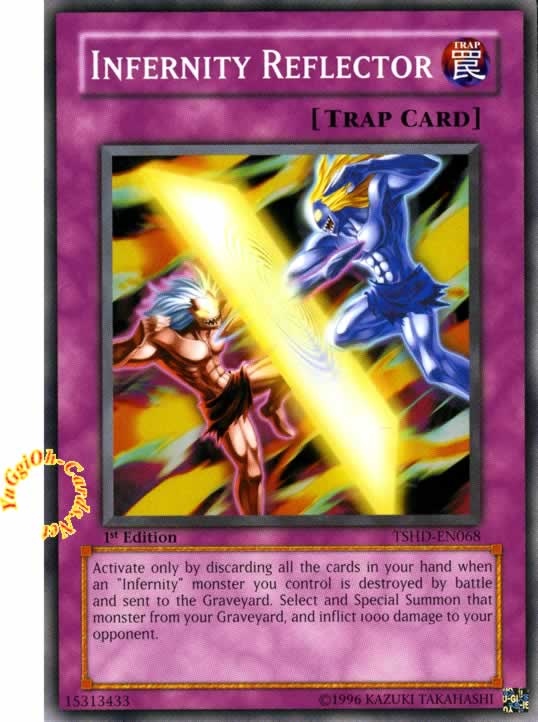 INFERNITY REFLECTOR
TRAP
罠
[TRAP CARD]
YuGgiOh-Cards.Net
1st Edition
TSHD-EN068
Activate only by discarding all the cards in your hand when
an "Infernity" monster you control is destroyed by battle
and sent to the Graveyard. Select and Special Summon that
monster from your Graveyard, and inflict 1000 damage to your
opponent.
15313433
©1996 KAZUKI TAKAHASHI